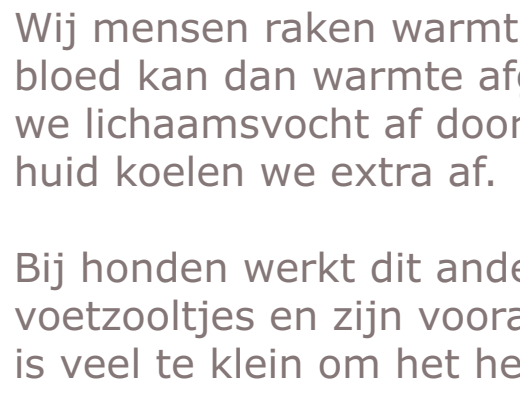 Wij mensen raken warmt
bloed kan dan warmte af
we lichaamsvocht af door
huid koelen we extra af.
Bij honden werkt dit ande
voetzooltjes en zijn voora
is veel te klein om het he